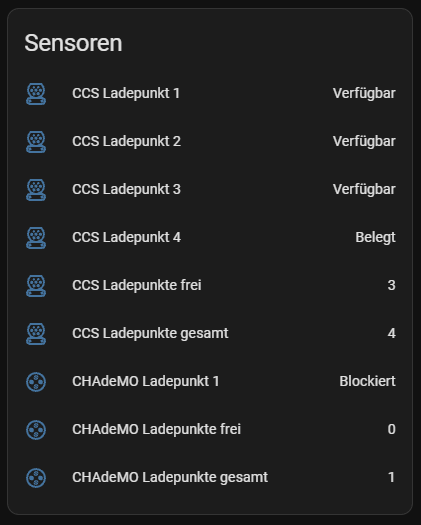 Sensoren
CCS Ladepunkt 1 Verfügbar
CCS Ladepunkt 2 Verfügbar
CCS Ladepunkt 3 Verfügbar
CCS Ladepunkt 4 Belegt
CCS Ladepunkte frei 3
CCS Ladepunkte gesamt 4
CHAdeMO Ladepunkt 1 Blockiert
CHAdeMO Ladepunkte frei 0
CHAdeMO Ladepunkte gesamt 1